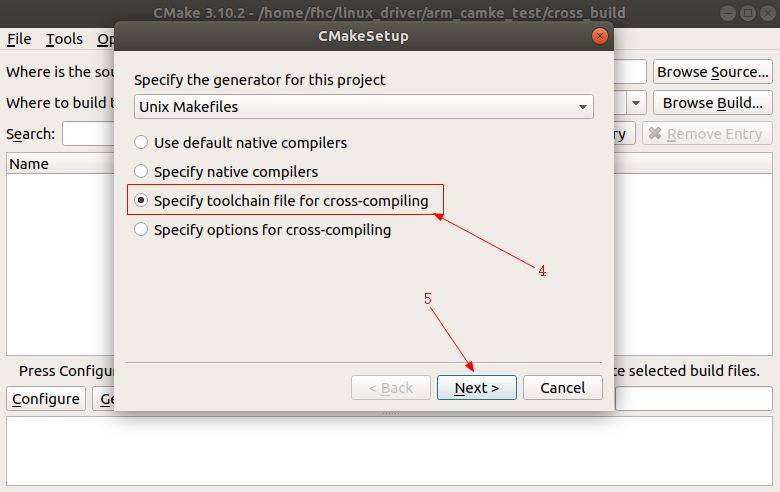 CMake 3.10.2 - /home/fhc/linux_driver/arm_camke_test/cross_build
CMakeSetup
File Tools Op
Where is the sou
Browse Source...
Where to build t
Browse Build...
Search:
ry
Remove Entry
Name
Specify the generator for this project
Unix Makefiles
Use default native compilers
Specify native compilers
Specify toolchain file for cross-compiling
Specify options for cross-compiling
4
5
Press Configu
te selected build files.
< Back
Next >
Cancel
Configure
Ge